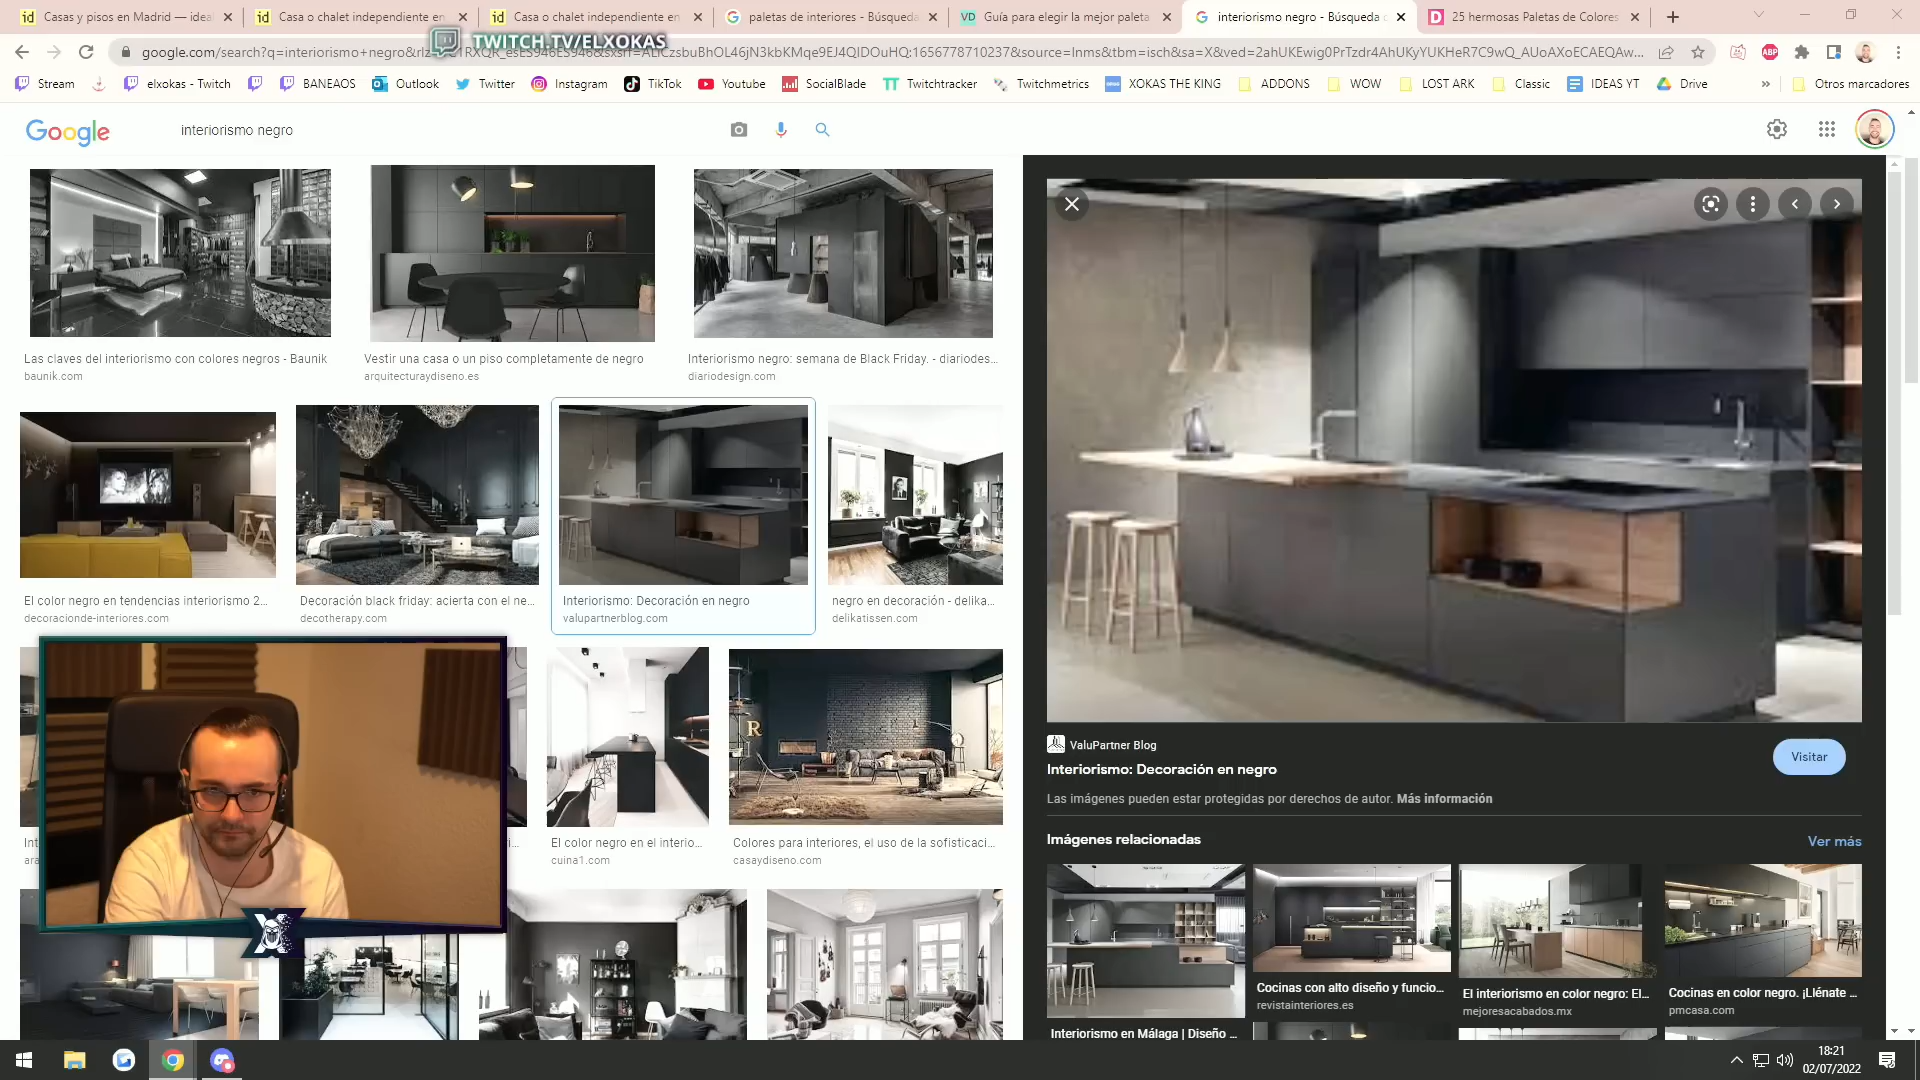 Casas y pisos en Madrid — ideal
Casa o chalet independiente en
Casa o chalet independiente en
paletas de interiores - Búsqueda
VD Guía para elegir la mejor paleta
interiorismo negro - Búsqueda d
25 hermosas Paletas de Colores
TWITCH.TV/ELXOKAS
Stream
elxokas - Twitch
BANEAOS
Outlook
Twitter
Instagram
TikTok
Youtube
SocialBlade
Twitchtracker
Twitchmetrics
XOKAS THE KING
ADDONS
WOW
LOST ARK
Classic
IDEAS YT
Drive
»
Otros marcadores
Google
interiorismo negro
Las claves del interiorismo con colores negros - Baunik
baunik.com
Vestir una casa o un piso completamente de negro
arquitecturaydiseno.es
Interiorismo negro: semana de Black Friday. - diariodes...
diariodesign.com
El color negro en tendencias interiorismo 2...
decoracionde-interiores.com
Decoración black friday: acierta con el ne...
decotherapy.com
Interiorismo: Decoración en negro
valupartnerblog.com
negro en decoración - delika...
delikatissen.com
R
El color negro en el interio...
cuina1.com
Colores para interiores, el uso de la sofisticaci...
casaydiseno.com
ValuPartner Blog
Interiorismo: Decoración en negro
Visitar
Las imágenes pueden estar protegidas por derechos de autor. Más información
Imágenes relacionadas
Ver más
Interiorismo en Málaga | Diseño ...
Cocinas con alto diseño y funcio...
revistainteriores.es
El interiorismo en color negro: El...
mejoresacabados.mx
Cocinas en color negro. ¡Llénate ...
pmcasa.com
18:21
02/07/2022